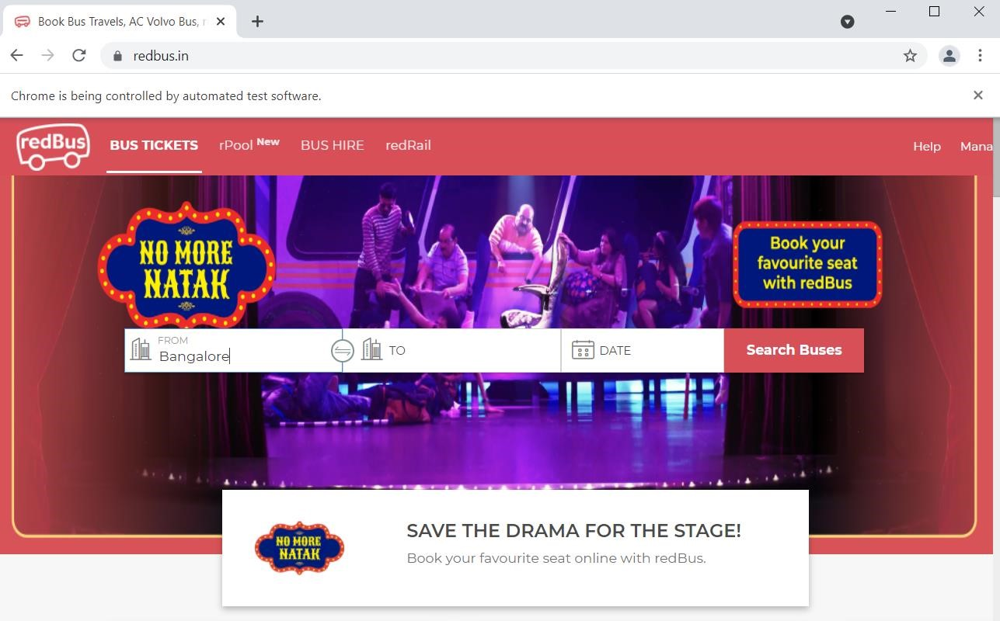 Book Bus Travels, AC Volvo Bus, r
redbus.in
Chrome is being controlled by automated test software.
redBus
BUS TICKETS
rPool New
BUS HIRE
redRail
Help
Mana
NO MORE
NATAK
Book your
favourite seat
with redBus
FROM
Bangalore
TO
DATE
Search Buses
NO MORE
NATAK
SAVE THE DRAMA FOR THE STAGE!
Book your favourite seat online with redBus.